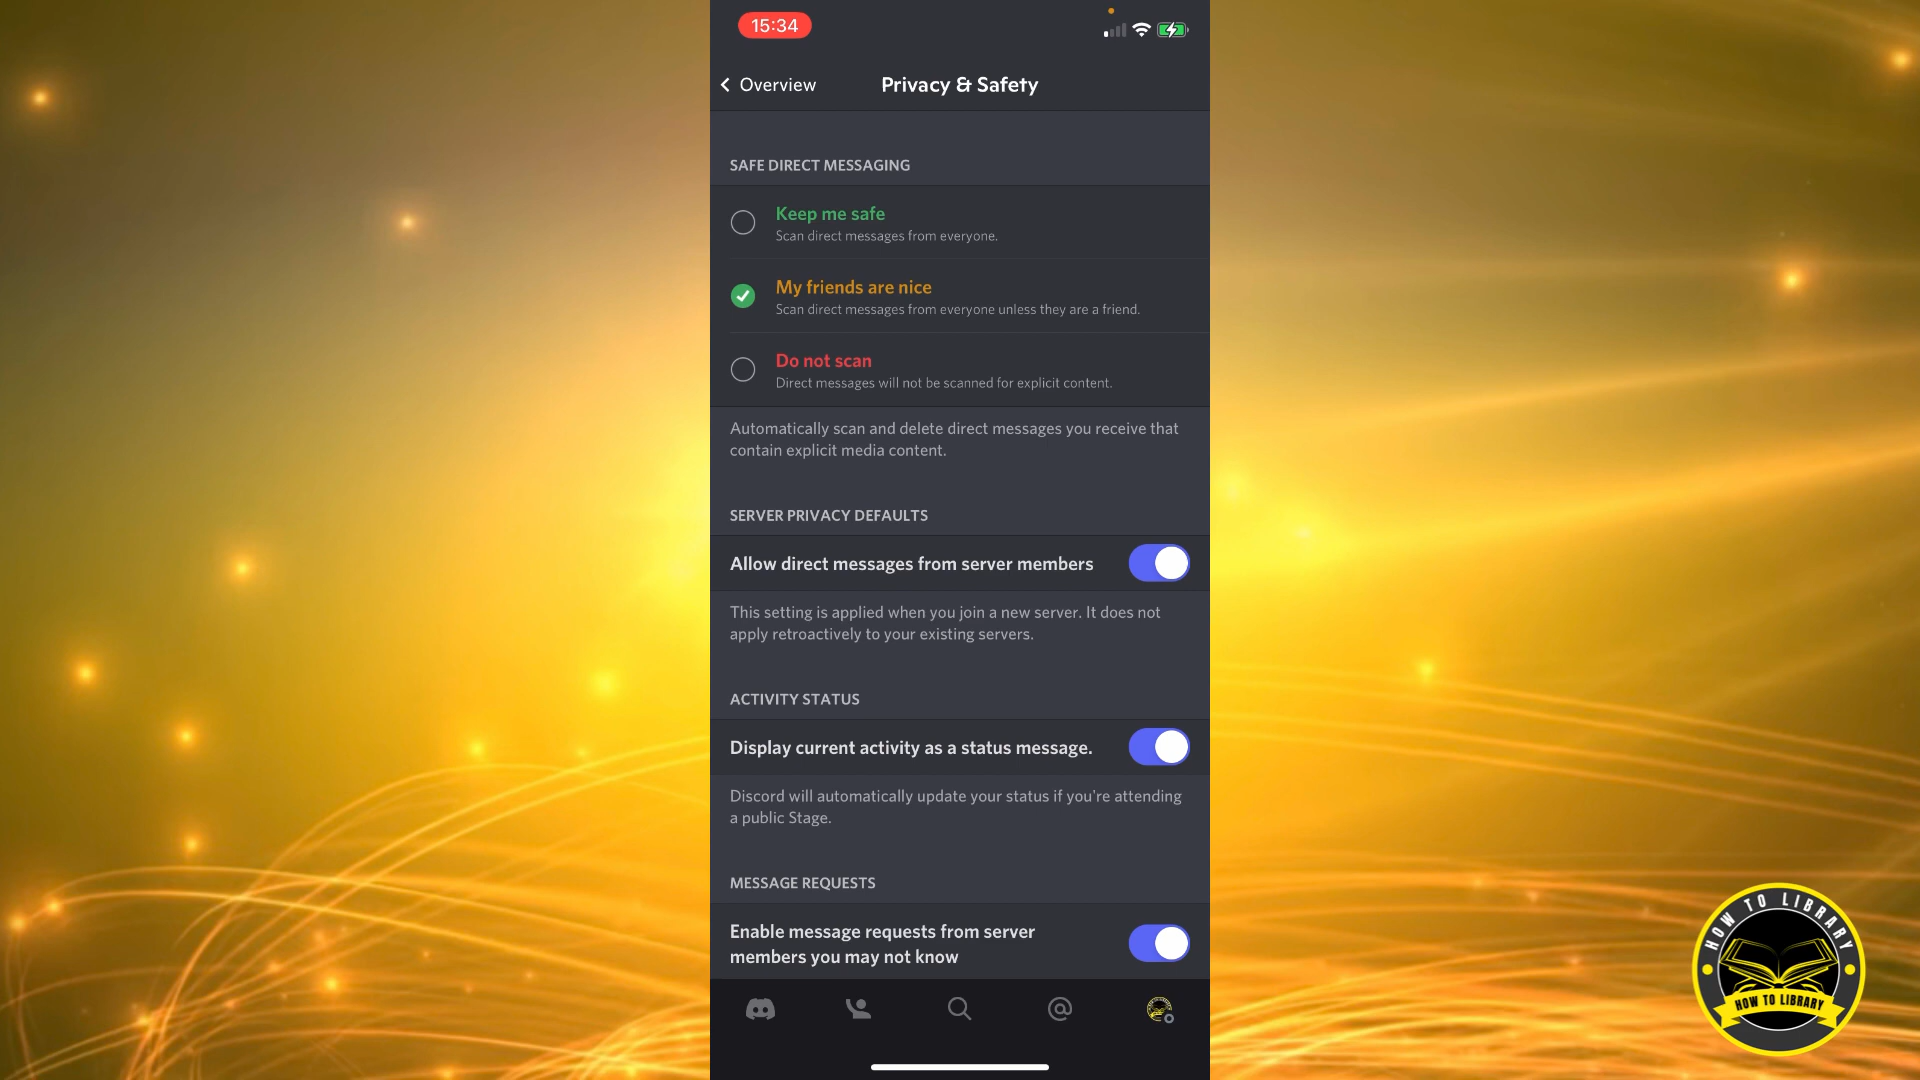 15:34
Overview
Privacy & Safety
SAFE DIRECT MESSAGING
Keep me safe
Scan direct messages from everyone.
My friends are nice
Scan direct messages from everyone unless they are a friend.
Do not scan
Direct messages will not be scanned for explicit content.
Automatically scan and delete direct messages you receive that
contain explicit media content.
SERVER PRIVACY DEFAULTS
Allow direct messages from server members
This setting is applied when you join a new server. It does not
apply retroactively to your existing servers.
ACTIVITY STATUS
Display current activity as a status message.
Discord will automatically update your status if you're attending
a public Stage.
MESSAGE REQUESTS
Enable message requests from server
members you may not know
HOW TO LIBRARY
HOW TO LIBRARY